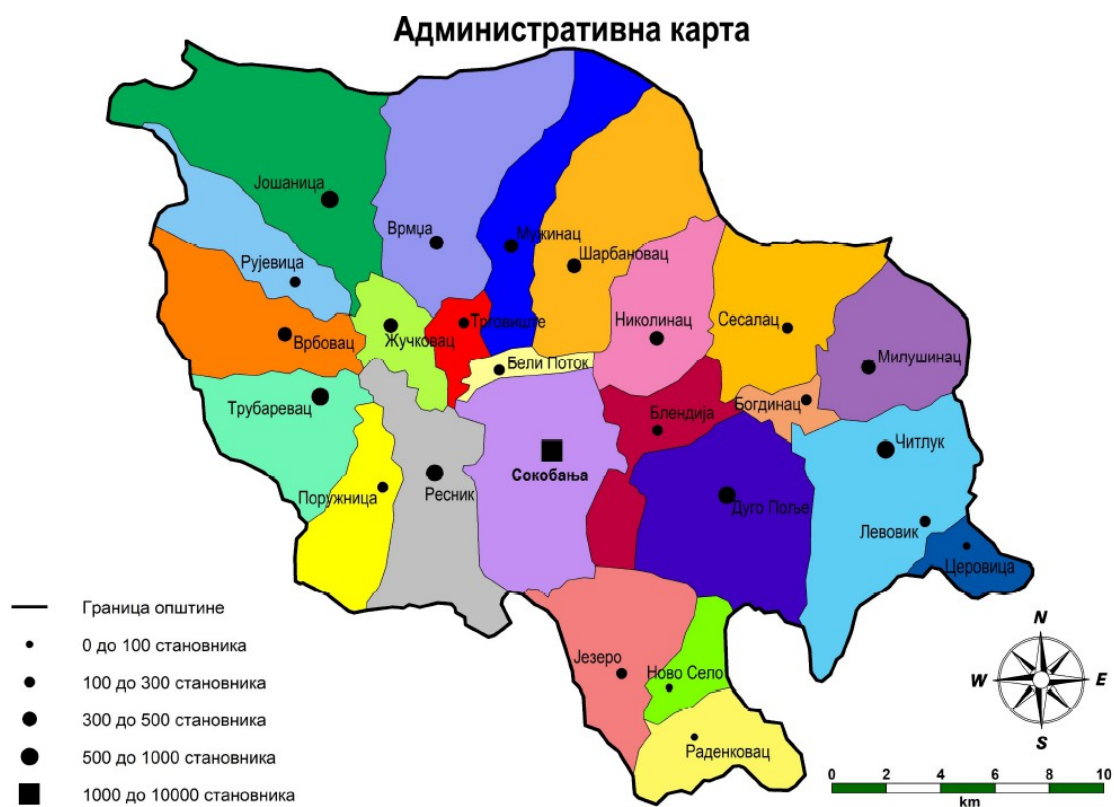 Административна карта
Јошаница
Врмџа
Мужинац
Шарбановац
Рујевица
Николинац
Сесалац
Трговиште
Врбовац
Жучковац
Бели Поток
Милушинац
Трубаревац
Блендија
Богдинац
Читлук
Сокобања
Поружница
Ресник
Дуго Поље
Левовик
Церовица
Језеро
Ново Село
Раденковац
Граница општине
0 до 100 становника
100 до 300 становника
300 до 500 становника
500 до 1000 становника
1000 до 10000 становника
N
W
E
S
0 2 4 6 8 10
km